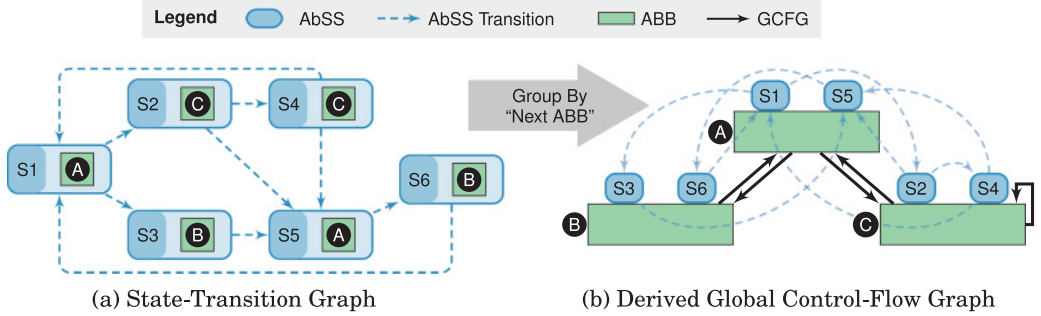 Legend AbSS AbSS Transition ABB GCFG
S2 C S4 C
S1 A
S6 B
S3 B S5 A
Group By
"Next ABB"
S1 S5
A
S3 S6 S2 S4
B C
(a) State-Transition Graph
(b) Derived Global Control-Flow Graph